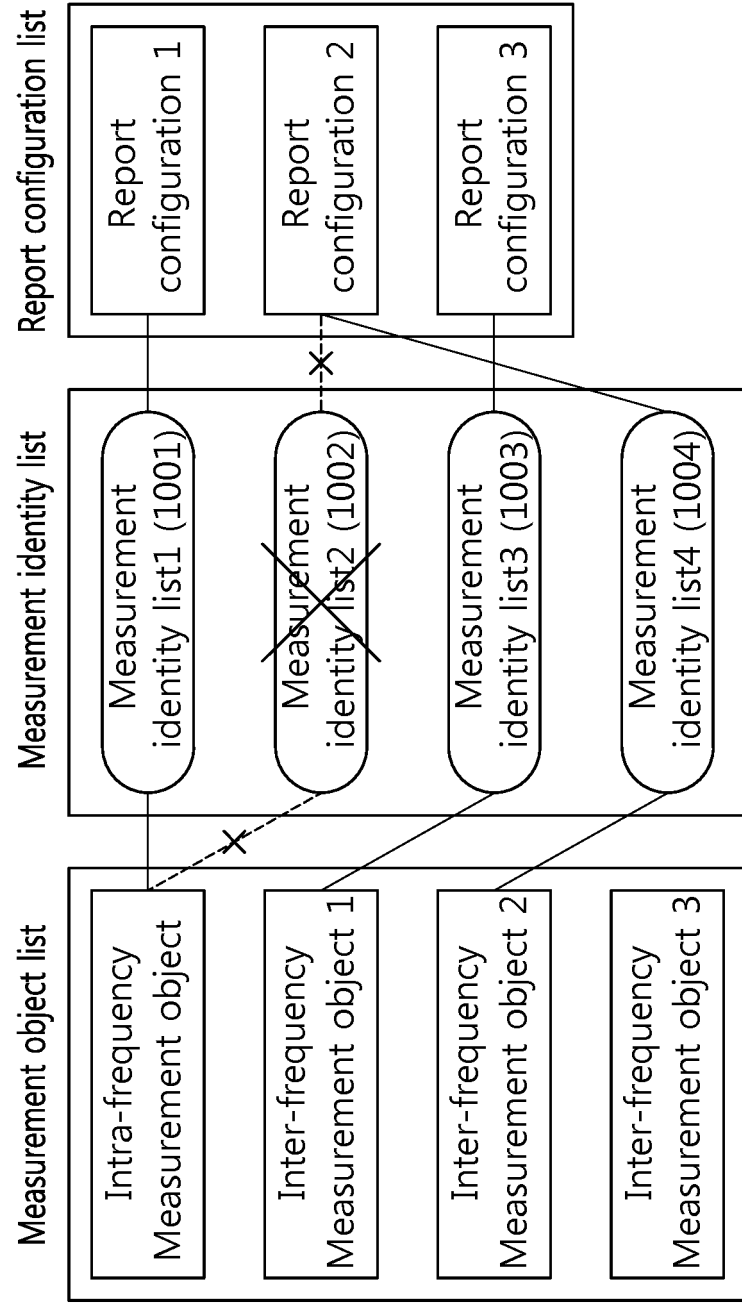 Measurement object list
Intra-frequency
Measurement object
Inter-frequency
Measurement object 1
Inter-frequency
Measurement object 2
Inter-frequency
Measurement object 3
Measurement identity list
Measurement
identity list1 (1001)
Measurement
identity list2 (1002)
Measurement
identity list3 (1003)
Measurement
identity list4 (1004)
Report configuration list
Report
configuration 1
Report
configuration 2
Report
configuration 3